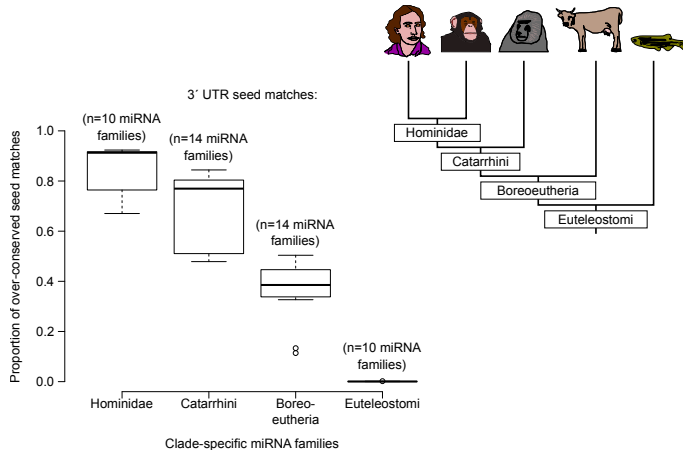 3´ UTR seed matches:
(n=10 miRNA
families)
(n=14 miRNA
families)
(n=14 miRNA
families)
(n=10 miRNA
families)
Proportion of over-conserved seed matches
1.0
0.8
0.6
0.4
0.2
0.0
Hominidae
Catarrhini
Boreo-
eutheria
Euteleostomi
Clade-specific miRNA families
Hominidae
Catarrhini
Boreoeutheria
Euteleostomi